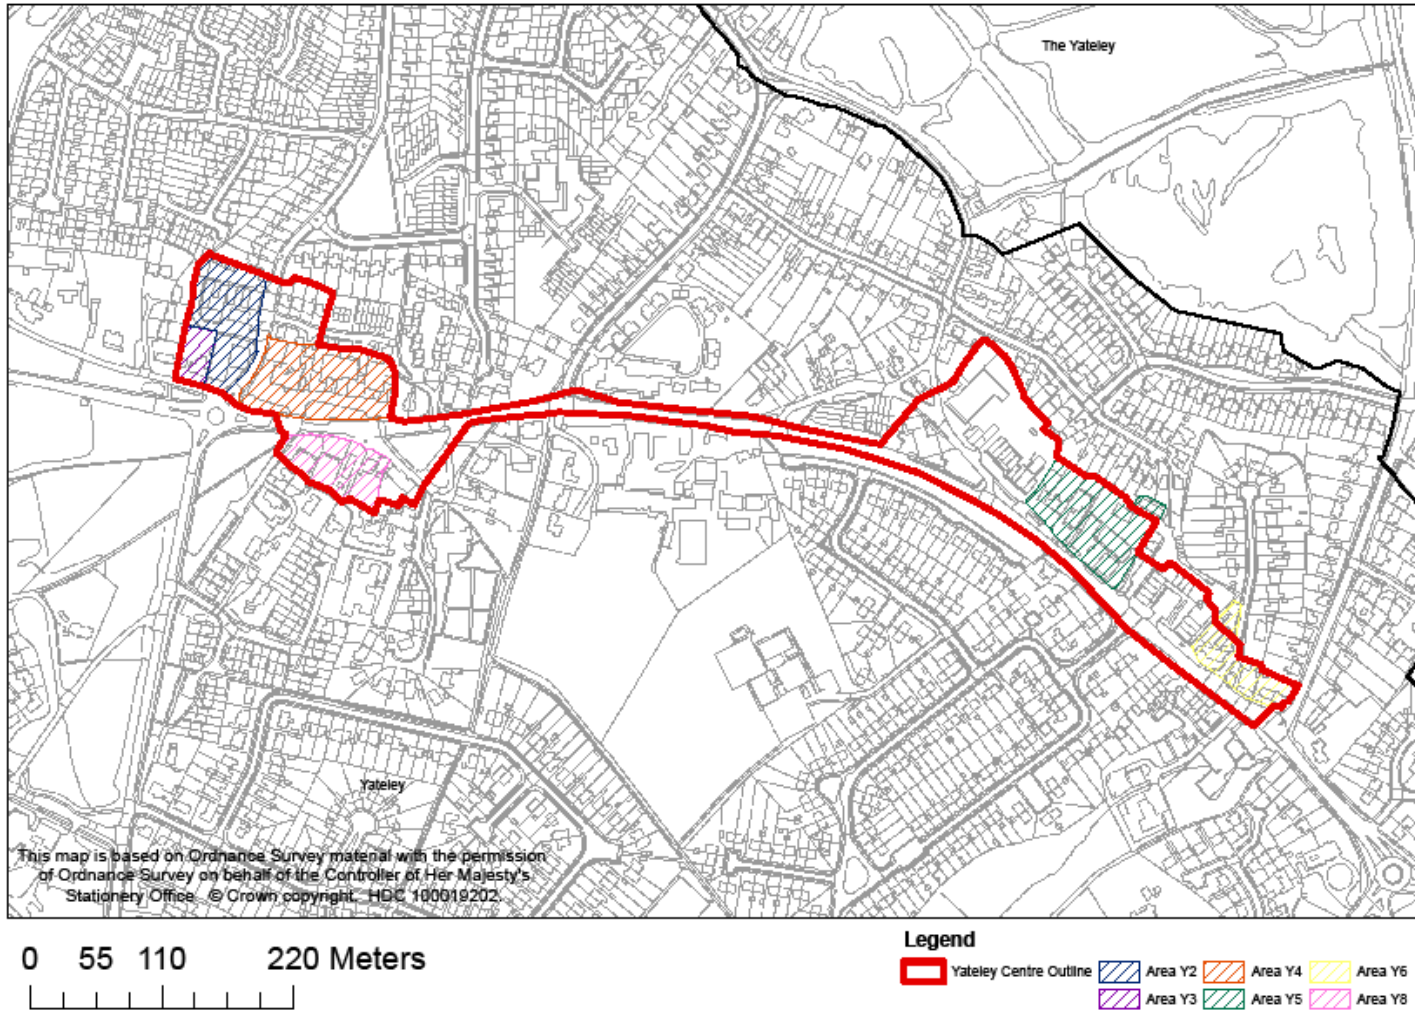 The Yateley
Yateley
This map is based on Ordnance Survey material with the permission
of Ordnance Survey on behalf of the Controller of Her Majesty's
Stationery Office © Crown copyright. HDC 100019202.
0 55 110 220 Meters
Legend
Yateley Centre Outline Area Y2 Area Y4 Area Y6
Area Y3 Area Y5 Area Y8